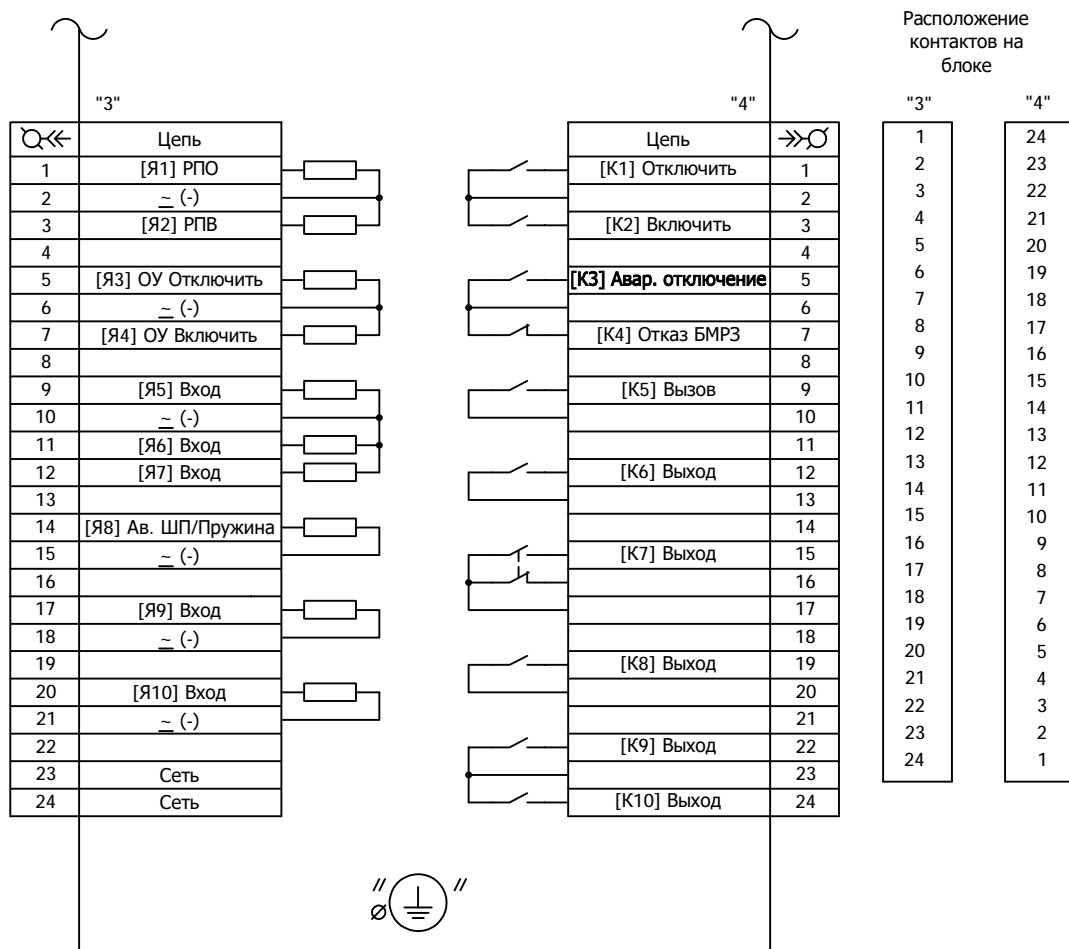 Расположение
контактов на
блоке
"3"
"4"
"3"
"4"
Цепь
1 [Я1] РПО
2 ~ (-)
3 [Я2] РПВ
4
5 [Я3] ОУ Отключить
6 ~ (-)
7 [Я4] ОУ Включить
8
9 [Я5] Вход
10 ~ (-)
11 [Я6] Вход
12 [Я7] Вход
13
14 [Я8] Ав. ШП/Пружина
15 ~ (-)
16
17 [Я9] Вход
18 ~ (-)
19
20 [Я10] Вход
21 ~ (-)
22
23 Сеть
24 Сеть
Цепь
[К1] Отключить 1
2
[К2] Включить 3
4
[К3] Авар. отключение 5
6
[К4] Отказ БМРЗ 7
8
[К5] Вызов 9
10
11
[К6] Выход 12
13
14
[К7] Выход 15
16
17
18
[К8] Выход 19
20
21
[К9] Выход 22
23
[К10] Выход 24
1 24
2 23
3 22
4 21
5 20
6 19
7 18
8 17
9 16
10 15
11 14
12 13
13 12
14 11
15 10
16 9
17 8
18 7
19 6
20 5
21 4
22 3
23 2
24 1